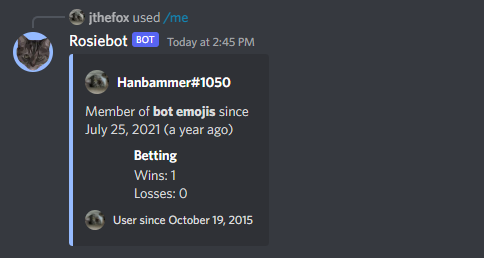 jthefox used /me
Rosiebot BOT Today at 2:45 PM
Hanbammer#1050
Member of bot emojis since
July 25, 2021 (a year ago)
Betting
Wins: 1
Losses: 0
User since October 19, 2015